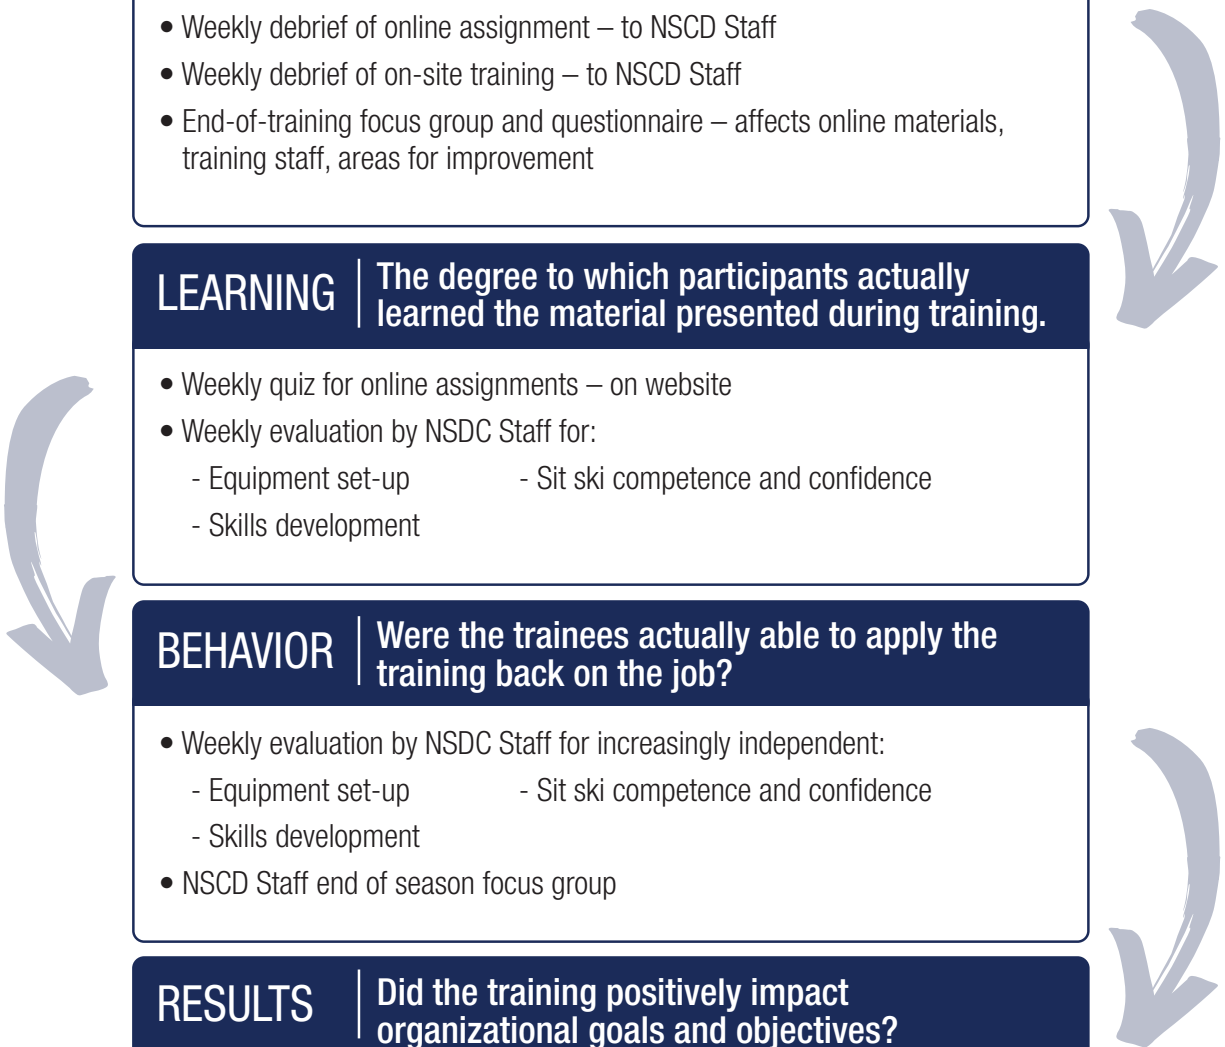 • Weekly debrief of online assignment – to NSCD Staff
• Weekly debrief of on-site training – to NSCD Staff
• End-of-training focus group and questionnaire – affects online materials,
training staff, areas for improvement
LEARNING
The degree to which participants actually
learned the material presented during training.
• Weekly quiz for online assignments – on website
• Weekly evaluation by NSDC Staff for:
- Equipment set-up - Sit ski competence and confidence
- Skills development
BEHAVIOR
Were the trainees actually able to apply the
training back on the job?
• Weekly evaluation by NSDC Staff for increasingly independent:
- Equipment set-up - Sit ski competence and confidence
- Skills development
• NSCD Staff end of season focus group
RESULTS
Did the training positively impact
organizational goals and objectives?